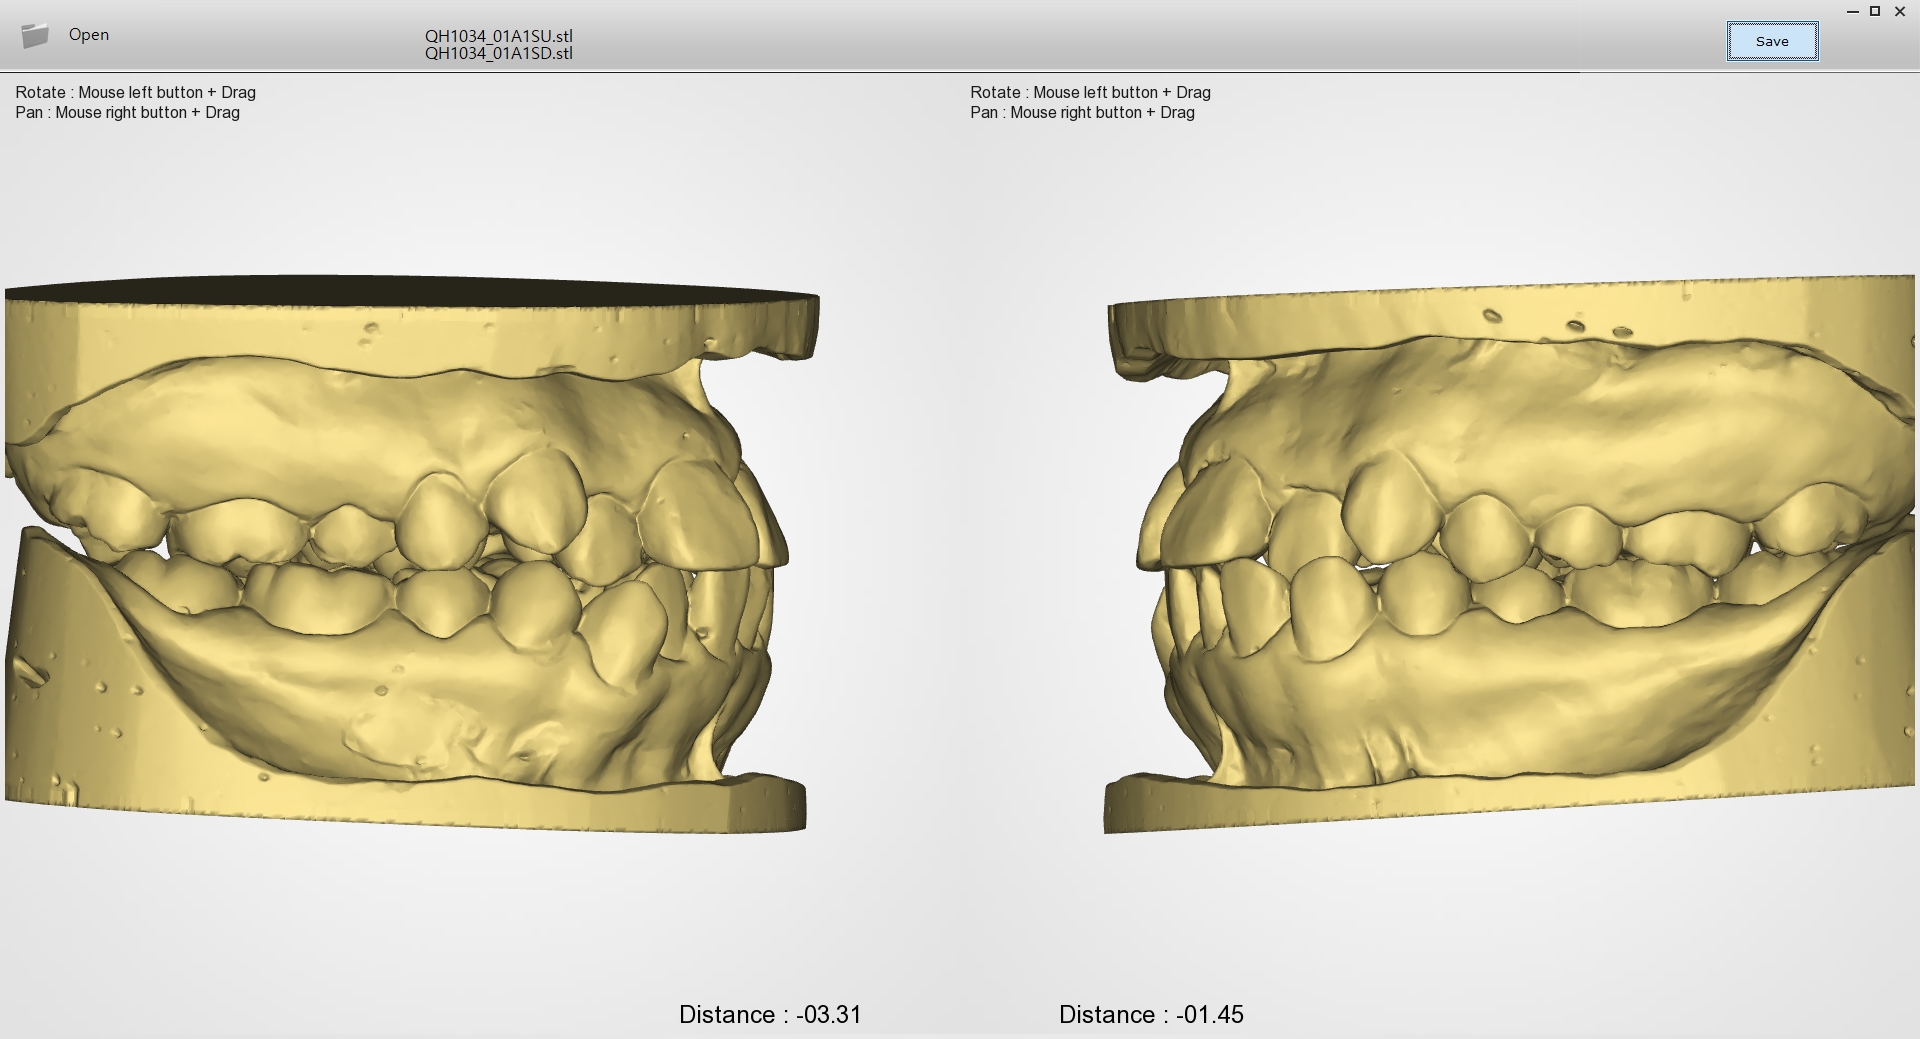 Open
QH1034_01A1SU.stl
QH1034_01A1SD.stl
Save
Rotate : Mouse left button + Drag
Pan : Mouse right button + Drag
Rotate : Mouse left button + Drag
Pan : Mouse right button + Drag
Distance : -03.31
Distance : -01.45